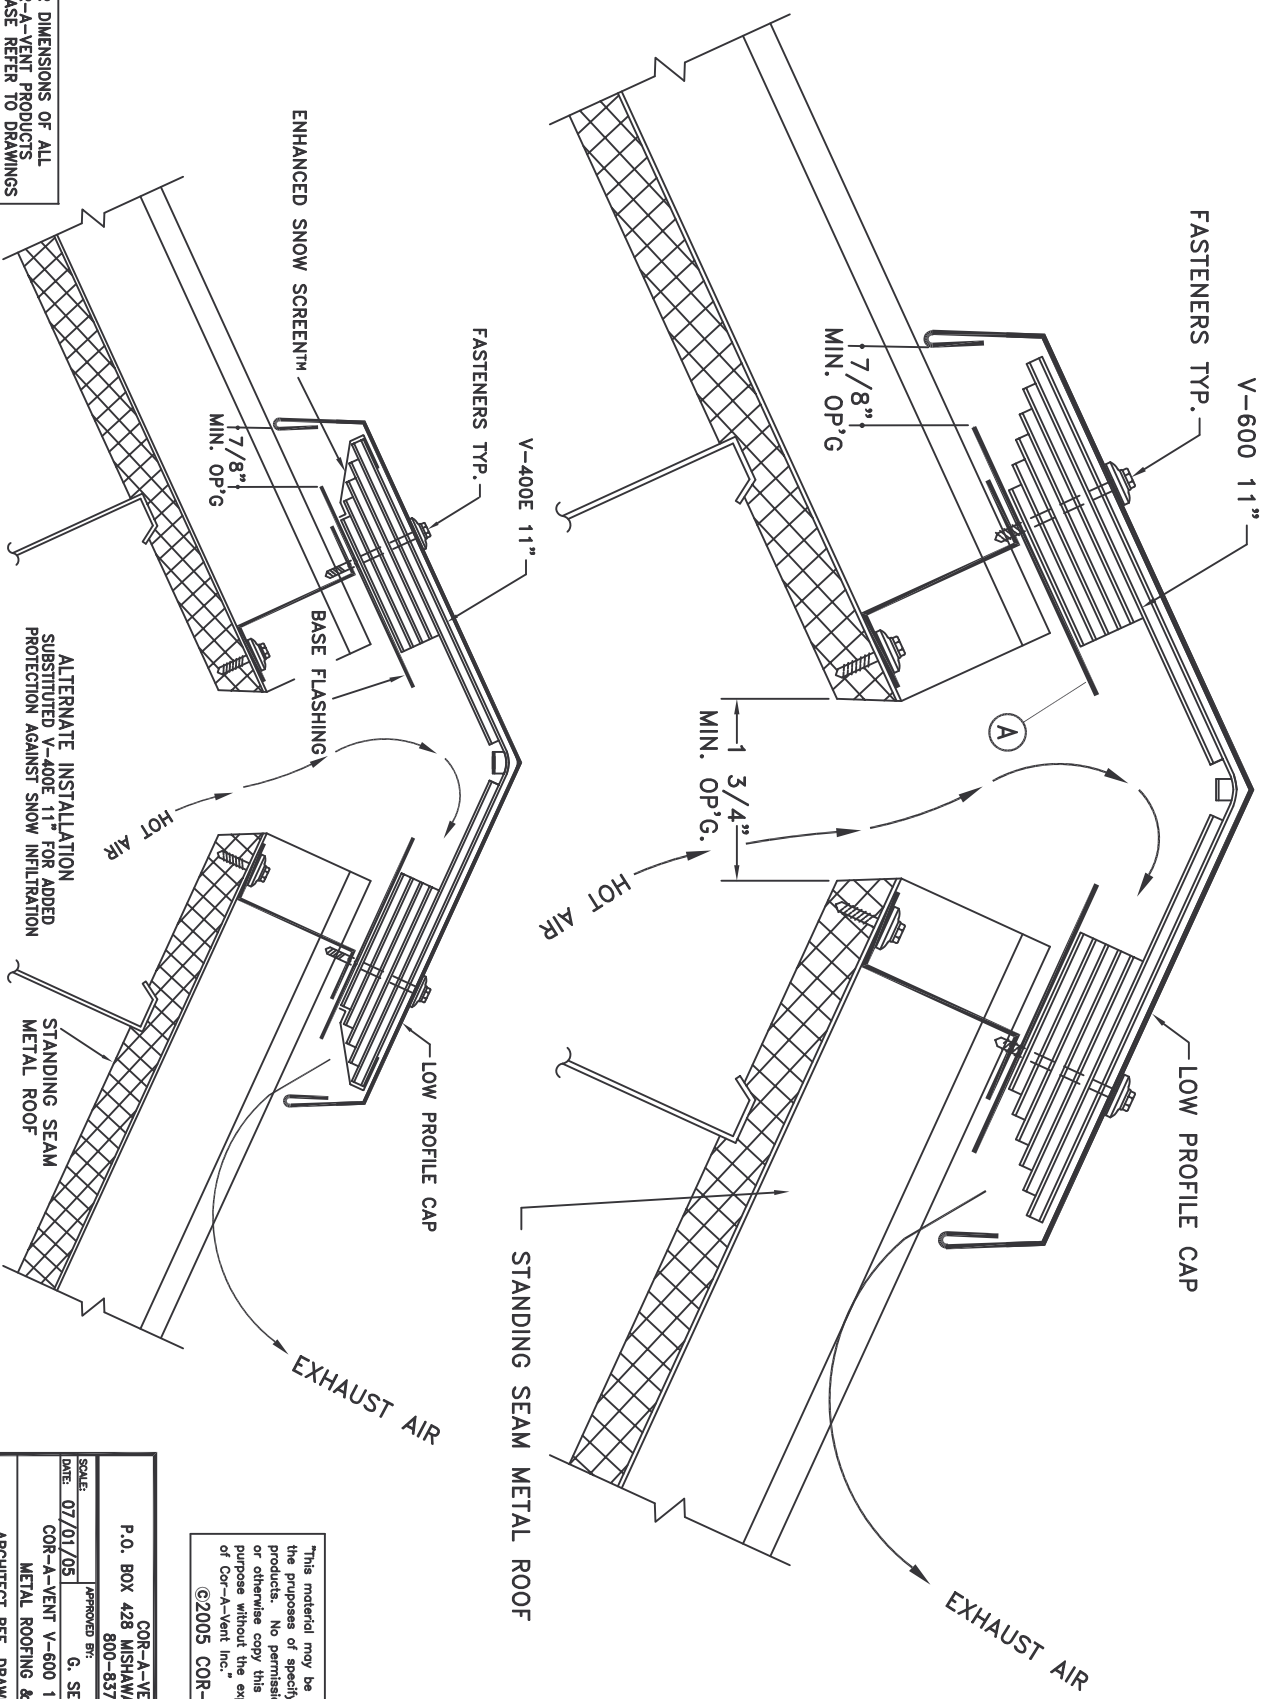 V-600 11"
FASTENERS TYP.
7/8"
MIN. OP'G
A
1 3/4"
MIN. OP'G.
HOT AIR
LOW PROFILE CAP
STANDING SEAM METAL ROOF
EXHAUST AIR
V-400E 11"
FASTENERS TYP.
ENHANCED SNOW SCREEN™
7/8"
MIN. OP'G
BASE FLASHING
HOT AIR
LOW PROFILE CAP
EXHAUST AIR
STANDING SEAM
METAL ROOF
ALTERNATE INSTALLATION
SUBSTITUTED V-400E 11" FOR ADDED
PROTECTION AGAINST SNOW INFILTRATION
DIMENSIONS OF ALL
-A-VENT PRODUCTS
REFER TO DRAWINGS
"This material may be
the pruposes of specify
products. No permissi
or otherwise copy this
purpose without the ex
of Cor-A-Vent Inc."
©2005 COR-
COR-A-VE
P.O. BOX 428 MISHAWA
800-837
SCALE:
APPROVED BY:
DATE: 07/01/05
G. SE
COR-A-VENT V-600 1
METAL ROOFING &
ARCHITECT REF. DRAW